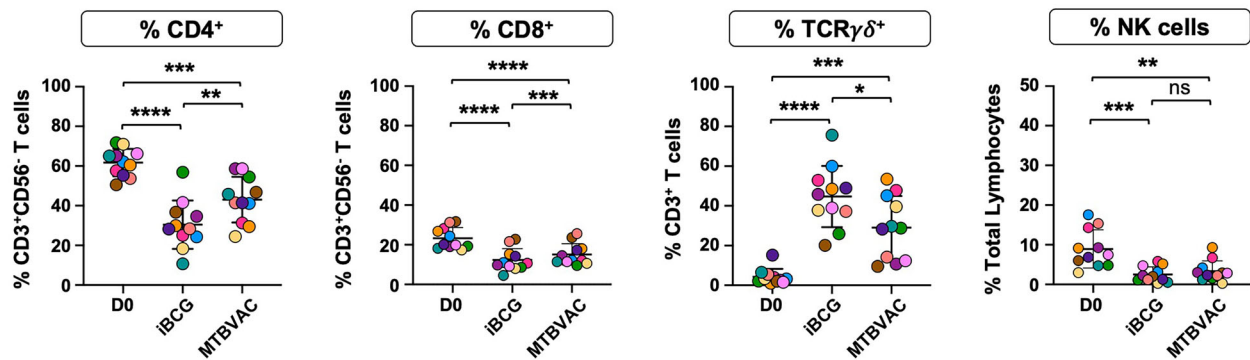 % CD4⁺
% CD3⁺CD56⁻ T cells
100
80
60
40
20
0
***
****
**
D0
iBCG
MTBVAC
% CD8⁺
% CD3⁺CD56⁻ T cells
100
80
60
40
20
0
****
****
***
D0
iBCG
MTBVAC
% TCRγδ⁺
% CD3⁺ T cells
100
80
60
40
20
0
***
****
*
D0
iBCG
MTBVAC
% NK cells
% Total Lymphocytes
50
40
30
20
10
0
**
***
ns
D0
iBCG
MTBVAC